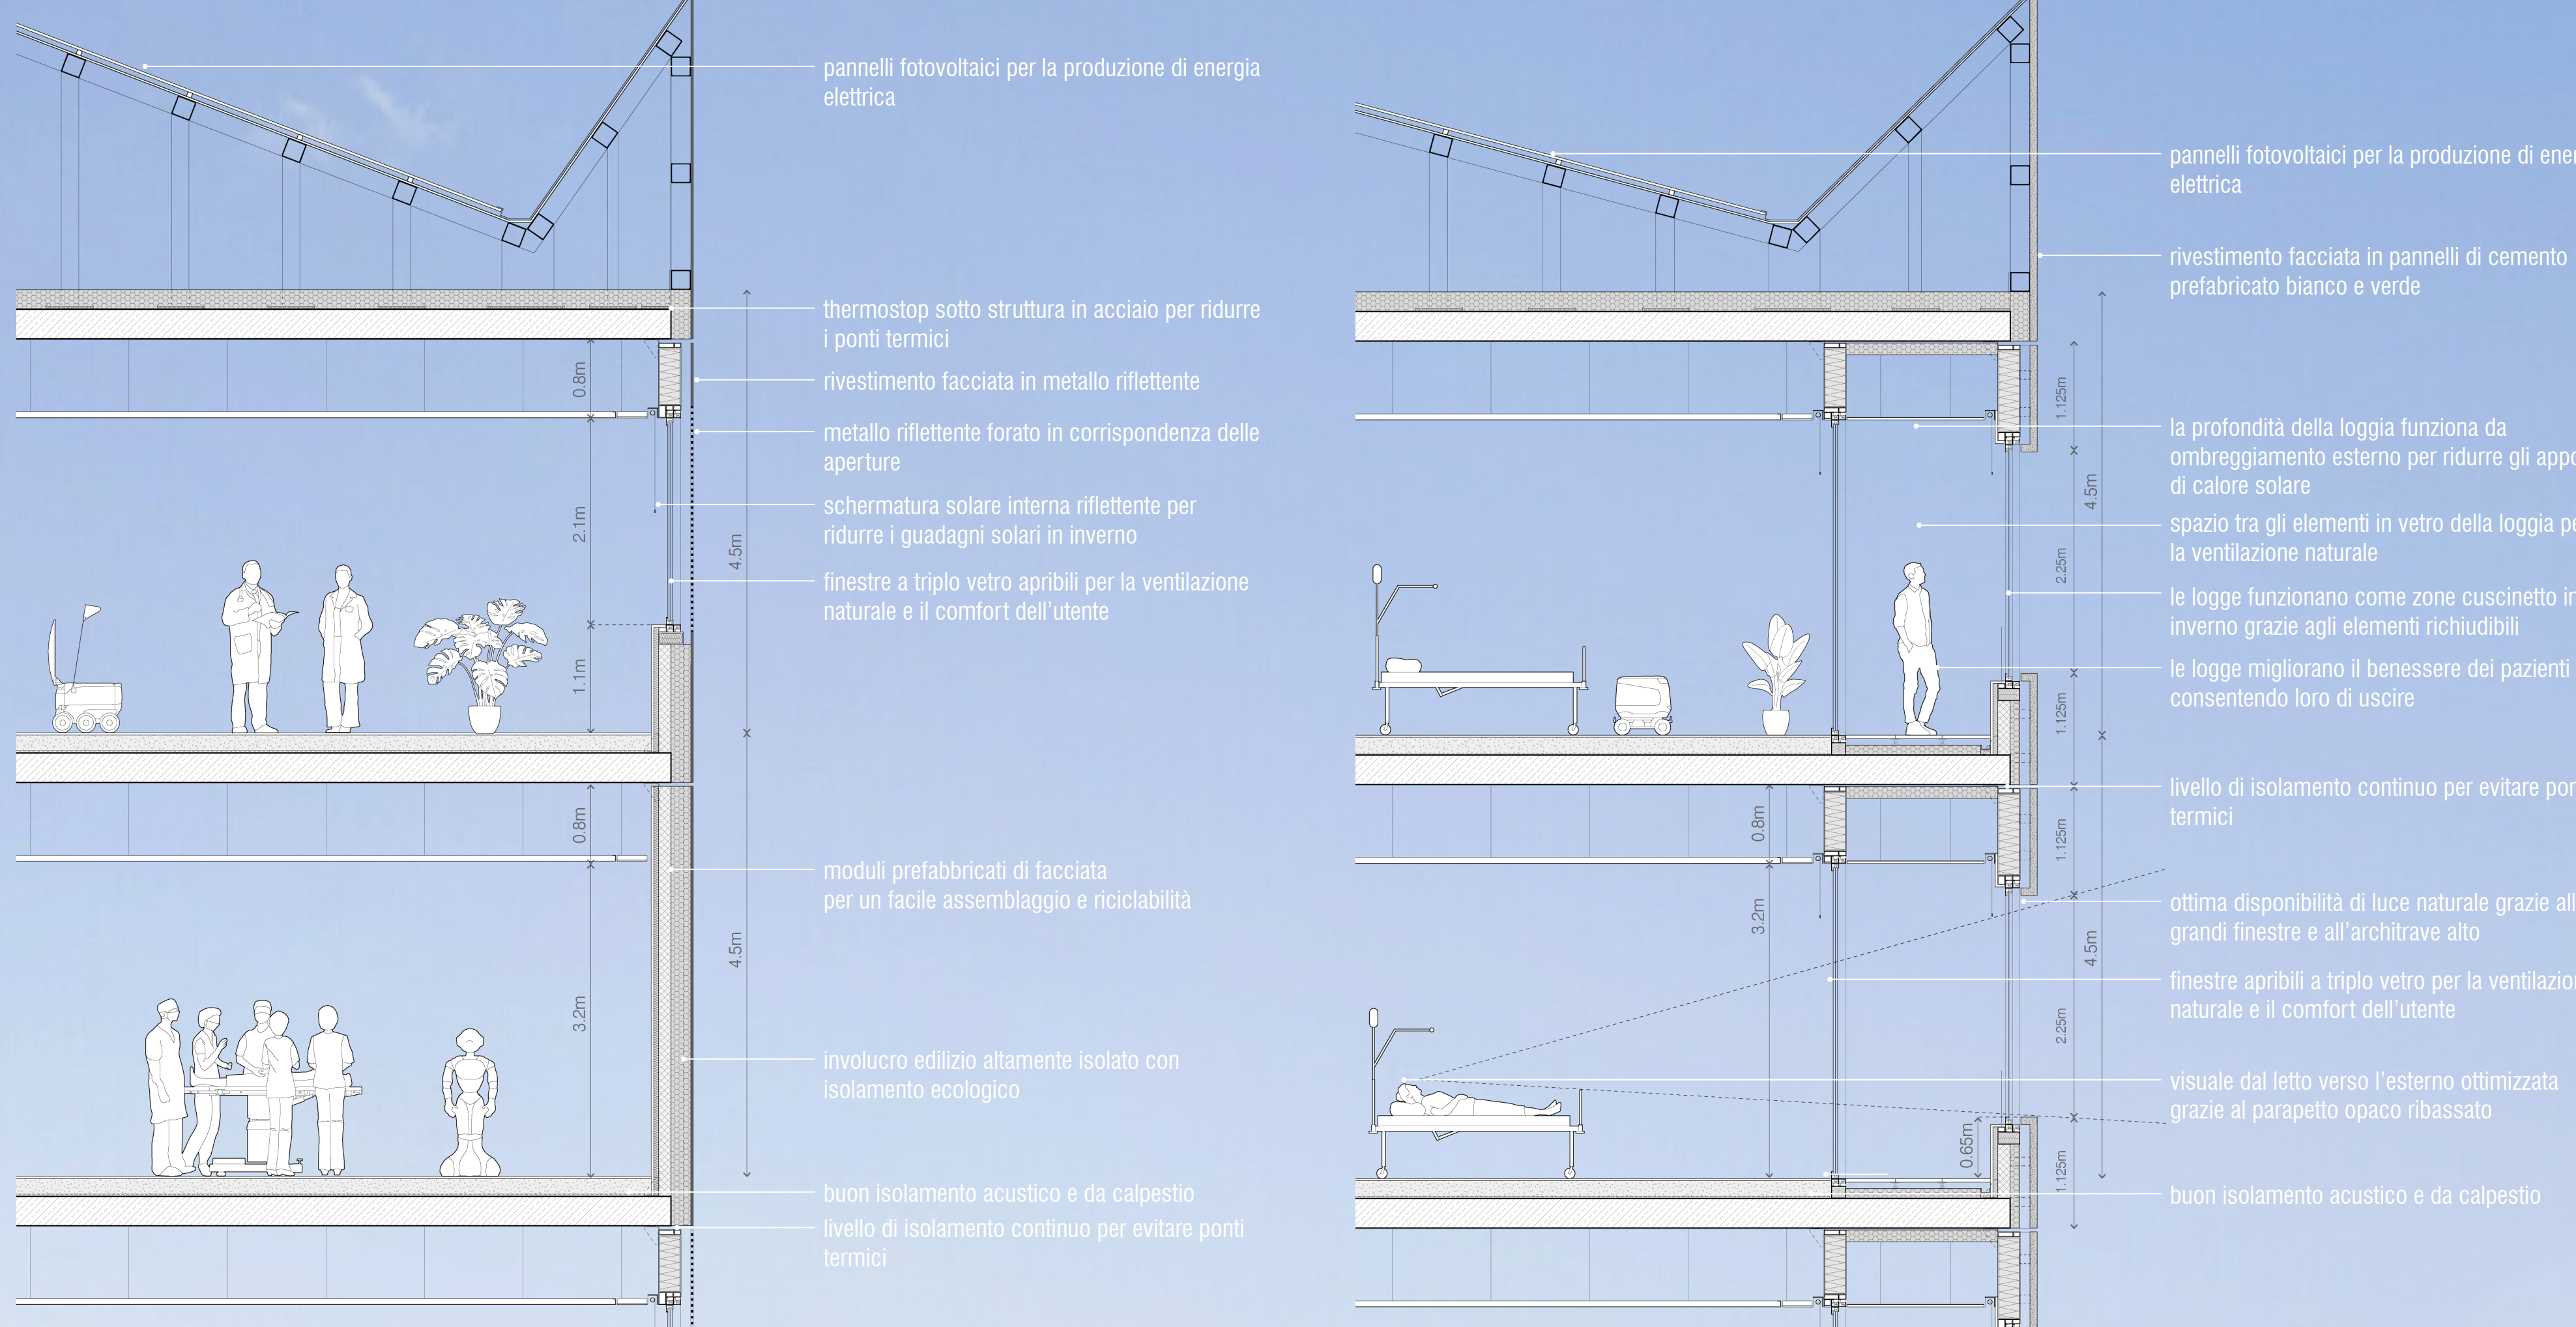 pannelli fotovoltaici per la produzione di energia
elettrica
thermostop sotto struttura in acciaio per ridurre
i ponti termici
rivestimento facciata in metallo riflettente
metallo riflettente forato in corrispondenza delle
aperture
schermatura solare interna riflettente per
ridurre i guadagni solari in inverno
finestre a triplo vetro apribili per la ventilazione
naturale e il comfort dell'utente
moduli prefabbricati di facciata
per un facile assemblaggio e riciclabilità
involucro edilizio altamente isolato con
isolamento ecologico
buon isolamento acustico e da calpestio
livello di isolamento continuo per evitare ponti
termici
0.8m
2.1m
1.1m
4.5m
0.8m
3.2m
4.5m
pannelli fotovoltaici per la produzione di
elettrica
rivestimento facciata in pannelli di cemento
prefabricato bianco e verde
la profondità della loggia funziona da
ombreggiamento esterno per ridurre gli
di calore solare
spazio tra gli elementi in vetro della loggia
la ventilazione naturale
le logge funzionano come zone cuscinetto in
inverno grazie agli elementi richiudibili
le logge migliorano il benessere dei pazienti
consentendo loro di uscire
livello di isolamento continuo per evitare
termici
ottima disponibilità di luce naturale grazie
grandi finestre e all'architrave alto
finestre apribili a triplo vetro per la
naturale e il comfort dell'utente
visuale dal letto verso l'esterno ottimizzata
grazie al parapetto opaco ribassato
buon isolamento acustico e da calpestio
1.125m
4.5m
2.25m
1.125m
0.8m
1.125m
3.2m
4.5m
2.25m
0.65m
1.125m